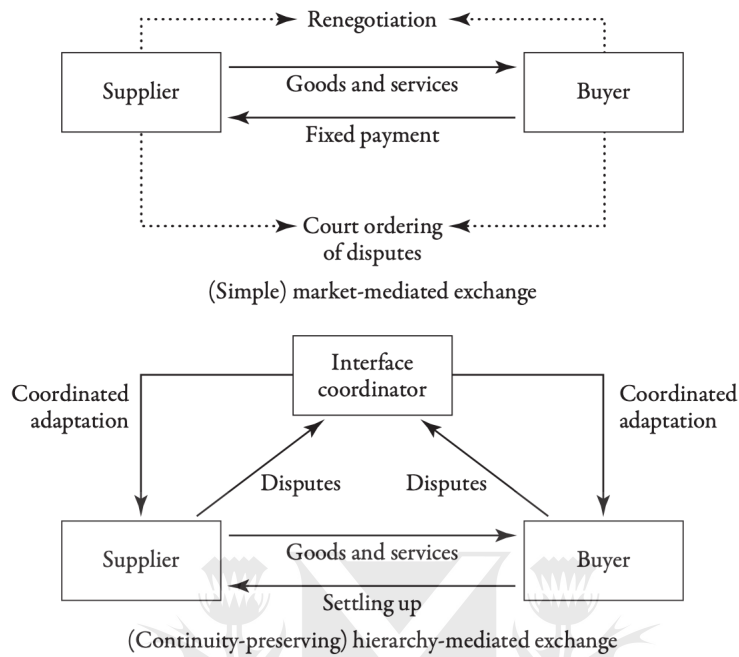 Renegotiation
Supplier
Goods and services
Buyer
Fixed payment
Court ordering
of disputes
(Simple) market-mediated exchange
Interface
coordinator
Coordinated
adaptation
Coordinated
adaptation
Disputes
Disputes
Supplier
Goods and services
Buyer
Settling up
(Continuity-preserving) hierarchy-mediated exchange